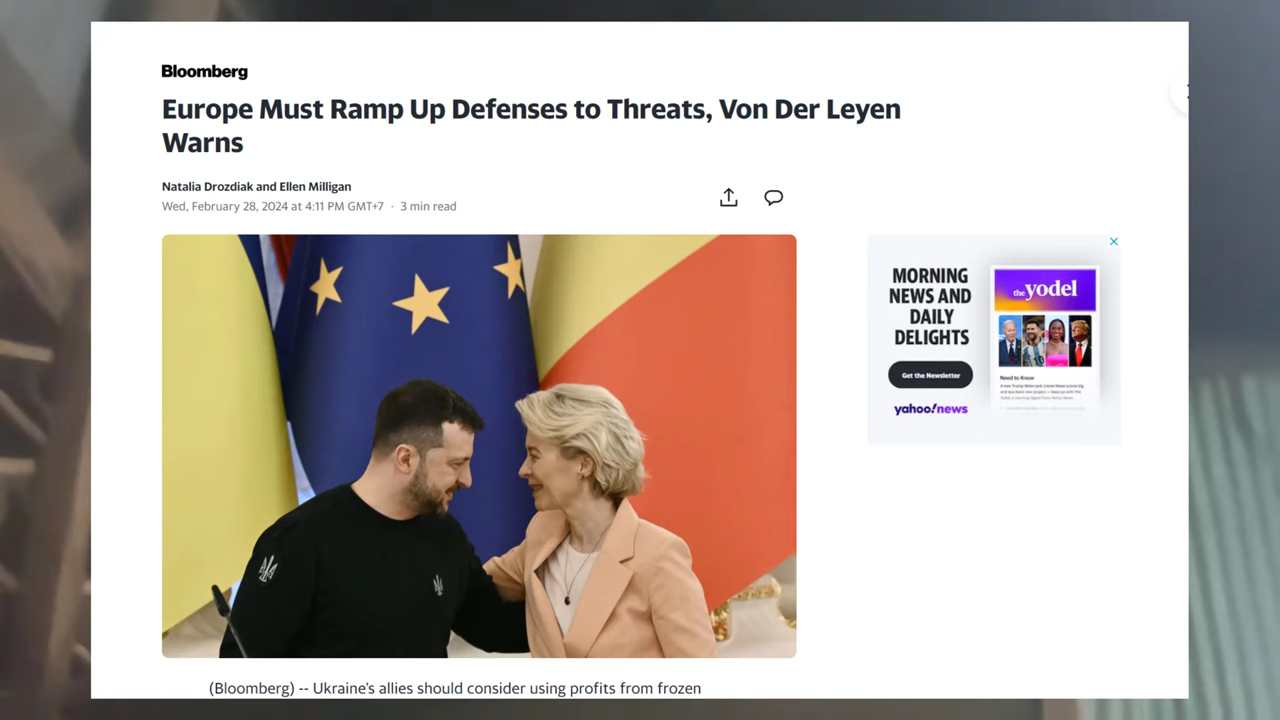 Bloomberg
Europe Must Ramp Up Defenses to Threats, Von Der Leyen
Warns
Natalia Drozdiak and Ellen Milligan
Wed, February 28, 2024 at 4:11 PM GMT+7 · 3 min read
MORNING
NEWS AND
DAILY
DELIGHTS
Get the Newsletter
yahoo!news
the yodel
Need to Know
(Bloomberg) -- Ukraine's allies should consider using profits from frozen